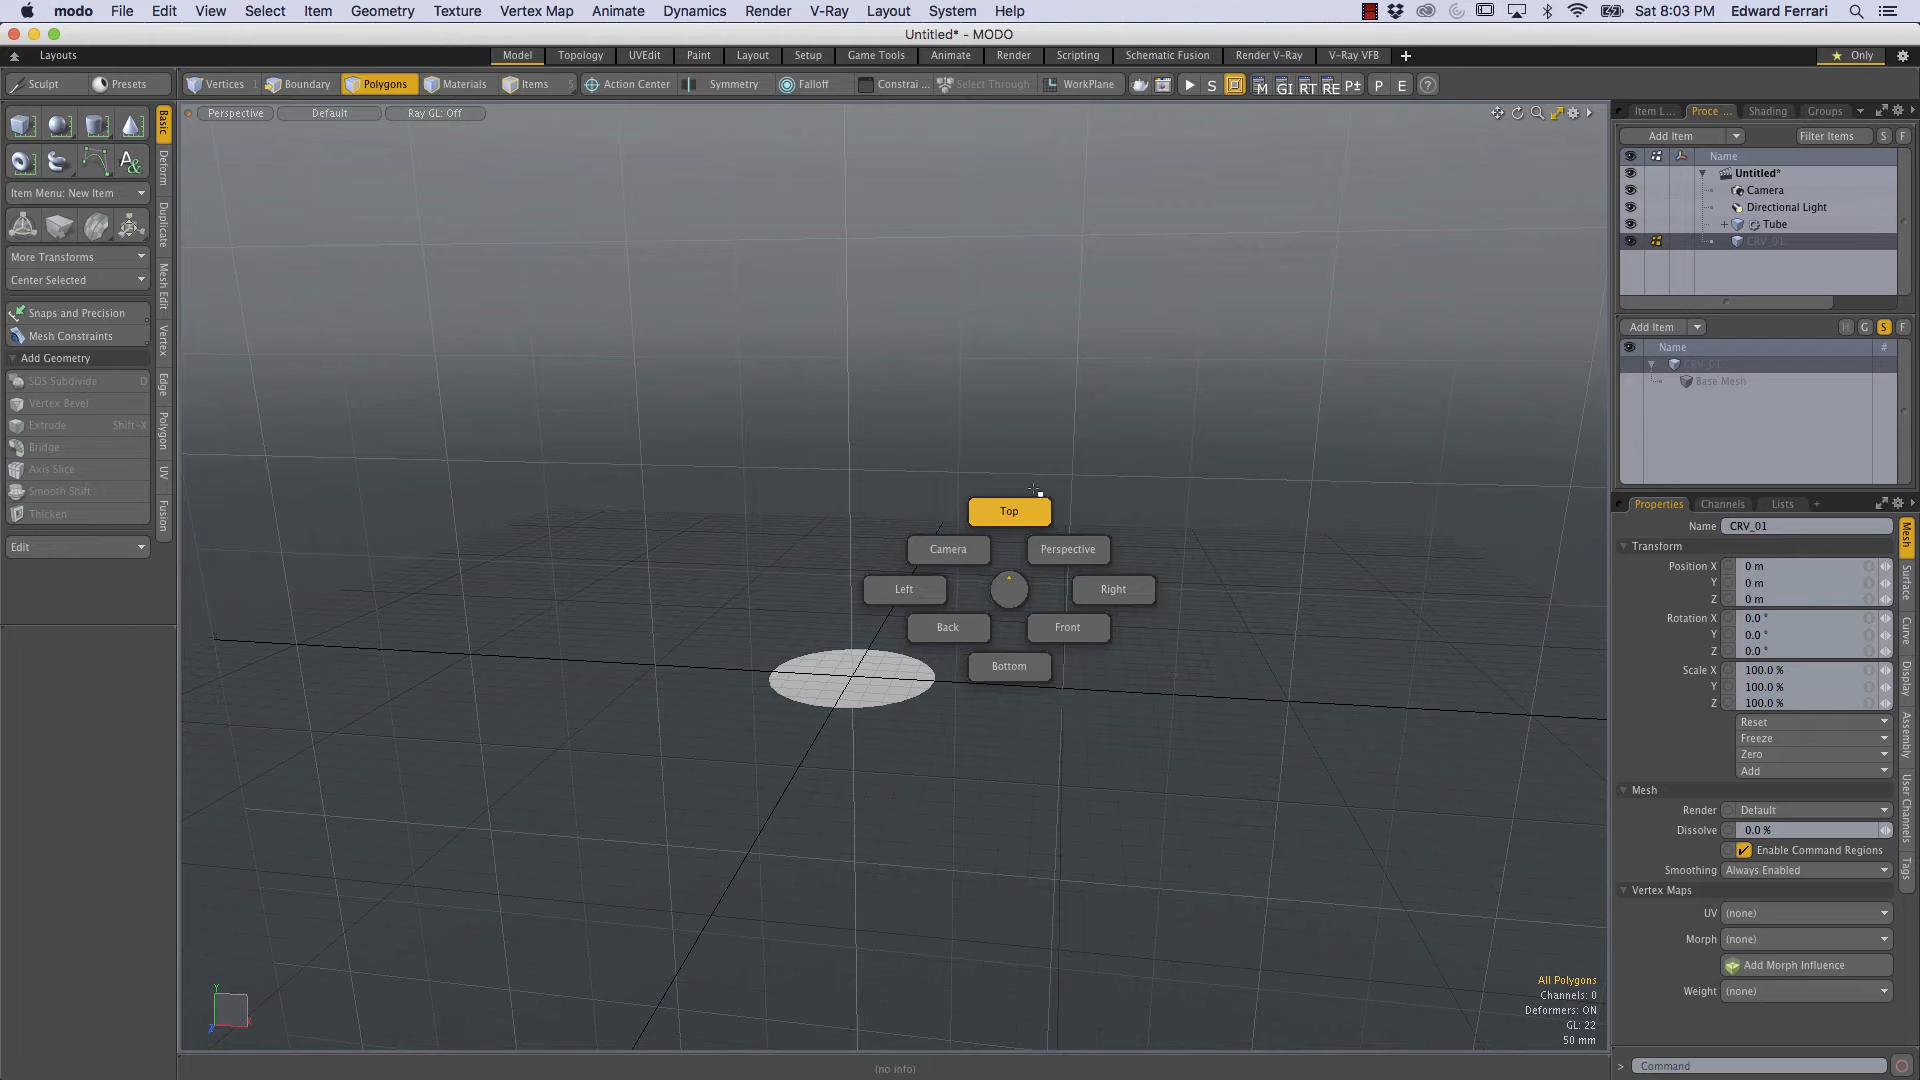 modo File Edit View Select Item Geometry Texture Vertex Map Animate Dynamics Render V-Ray Layout System Help Sat 8:03 PM Edward Ferrari
Untitled* - MODO
Layouts Model Topology UVEdit Paint Layout Setup Game Tools Animate Render Scripting Schematic Fusion Render V-Ray V-Ray VFB + Only
Sculpt Presets Vertices 1 Boundary Polygons Materials Items 5 Action Center Symmetry Falloff Constrai ... Select Through WorkPlane S M GI RT RE P± P E ?
Perspective Default Ray GL: Off
Item L... Proce ... Shading Groups
Add Item Filter Items S F
Name
Untitled*
Camera
Directional Light
Tube
CRV_01
Add Item H G S F
Name #
CRV_01
Base Mesh
Basic
Deform
Duplicate
Mesh Edit
Vertex
Edge
Polygon
UV
Fusion
Item Menu: New Item
More Transforms
Center Selected
Snaps and Precision
Mesh Constraints
Add Geometry
SDS Subdivide D
Vertex Bevel
Extrude Shift-X
Bridge
Axis Slice
Smooth Shift
Thicken
Edit
Top
Camera Perspective
Left Right
Back Front
Bottom
Properties Channels Lists +
Name CRV_01
Transform
Position X 0 m
Y 0 m
Z 0 m
Rotation X 0.0 °
Y 0.0 °
Z 0.0 °
Scale X 100.0 %
Y 100.0 %
Z 100.0 %
Reset
Freeze
Zero
Add
Mesh
Render Default
Dissolve 0.0 %
Enable Command Regions
Smoothing Always Enabled
Vertex Maps
UV (none)
Morph (none)
Add Morph Influence
Weight (none)
Mesh
Surface
Curve
Display
Assembly
User Channels
Tags
All Polygons
Channels: 0
Deformers: ON
GL: 22
50 mm
Y
Z X
(no info)
> Command